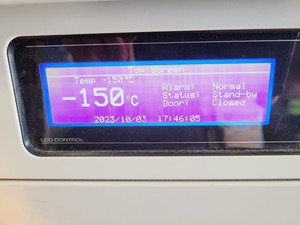 Top Screen
Temp -150°C
-150°C
Alarm: Normal
Status: Stand-by
Door: Closed
2023/10/03 17:46:05
LCD CONTROL